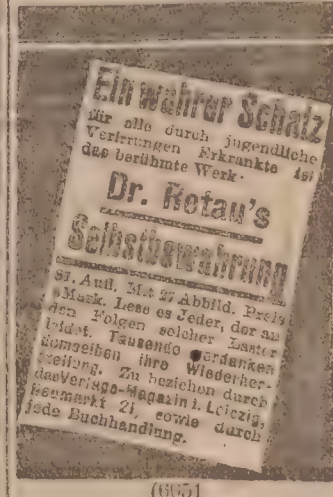 Ein wahrer Schatz
für alle durch jugendliche
Verirrungen Erkrankte ist
das berühmte Werk:
Dr. Retau's
Selbstbewahrung
81. Aufl. Mit 27 Abbild. Preis
Mark. Lese es Jeder, der an
den Folgen solcher Laster
leidet. Tausende verdanken
demselben ihre Wiederher-
stellung. Zu beziehen durch
das Verlags-Magazin i. Leipzig,
Neumarkt 21, sowie durch
jede Buchhandlung.